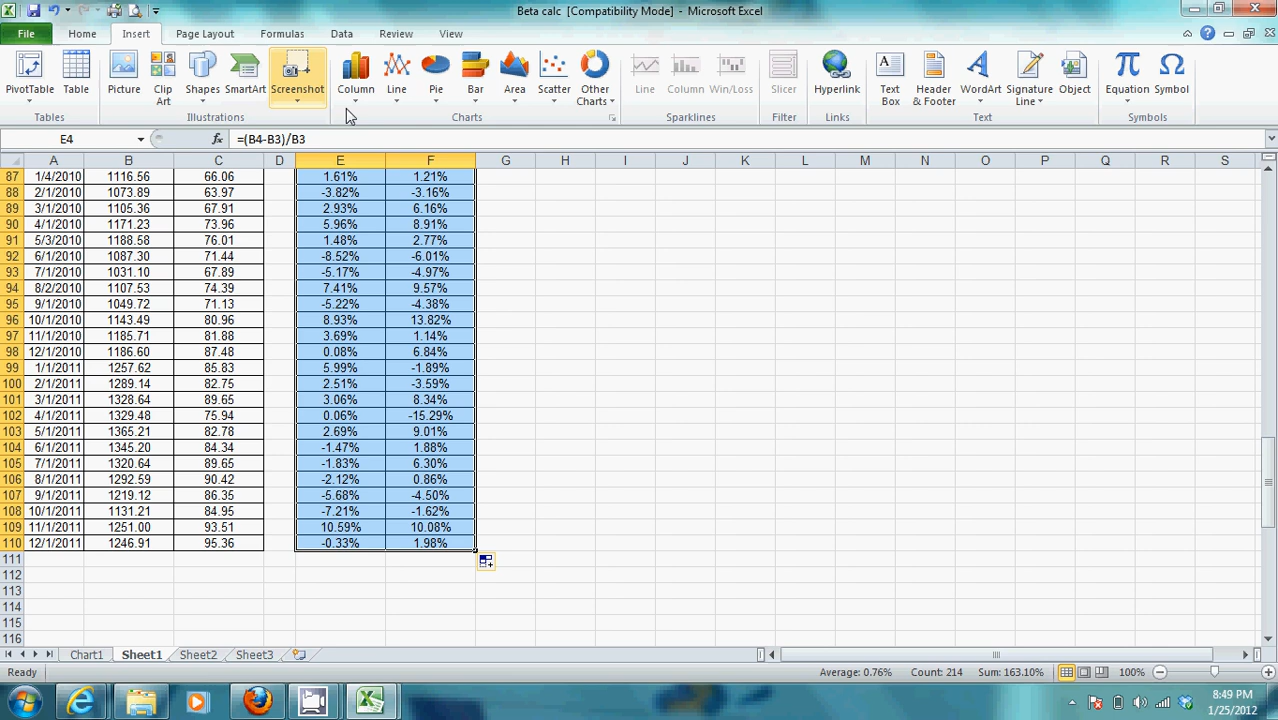 Beta calc [Compatibility Mode] - Microsoft Excel
File Home Insert Page Layout Formulas Data Review View
PivotTable Table Picture Clip Art Shapes SmartArt Screenshot Column Line Pie Bar Area Scatter Other Charts Line Column Win/Loss Slicer Hyperlink Text Box Header & Footer WordArt Signature Line Object Equation Symbol
Tables Illustrations Charts Sparklines Filter Links Text Symbols
E4 fx =(B4-B3)/B3
A B C D E F G H I J K L M N O P Q R S
87 1/4/2010 1116.56 66.06 1.61% 1.21%
88 2/1/2010 1073.89 63.97 -3.82% -3.16%
89 3/1/2010 1105.36 67.91 2.93% 6.16%
90 4/1/2010 1171.23 73.96 5.96% 8.91%
91 5/3/2010 1188.58 76.01 1.48% 2.77%
92 6/1/2010 1087.30 71.44 -8.52% -6.01%
93 7/1/2010 1031.10 67.89 -5.17% -4.97%
94 8/2/2010 1107.53 74.39 7.41% 9.57%
95 9/1/2010 1049.72 71.13 -5.22% -4.38%
96 10/1/2010 1143.49 80.96 8.93% 13.82%
97 11/1/2010 1185.71 81.88 3.69% 1.14%
98 12/1/2010 1186.60 87.48 0.08% 6.84%
99 1/1/2011 1257.62 85.83 5.99% -1.89%
100 2/1/2011 1289.14 82.75 2.51% -3.59%
101 3/1/2011 1328.64 89.65 3.06% 8.34%
102 4/1/2011 1329.48 75.94 0.06% -15.29%
103 5/1/2011 1365.21 82.78 2.69% 9.01%
104 6/1/2011 1345.20 84.34 -1.47% 1.88%
105 7/1/2011 1320.64 89.65 -1.83% 6.30%
106 8/1/2011 1292.59 90.42 -2.12% 0.86%
107 9/1/2011 1219.12 86.35 -5.68% -4.50%
108 10/1/2011 1131.21 84.95 -7.21% -1.62%
109 11/1/2011 1251.00 93.51 10.59% 10.08%
110 12/1/2011 1246.91 95.36 -0.33% 1.98%
111
112
113
114
115
116
Chart1 Sheet1 Sheet2 Sheet3
Ready Average: 0.76% Count: 214 Sum: 163.10% 100%
8:49 PM
1/25/2012